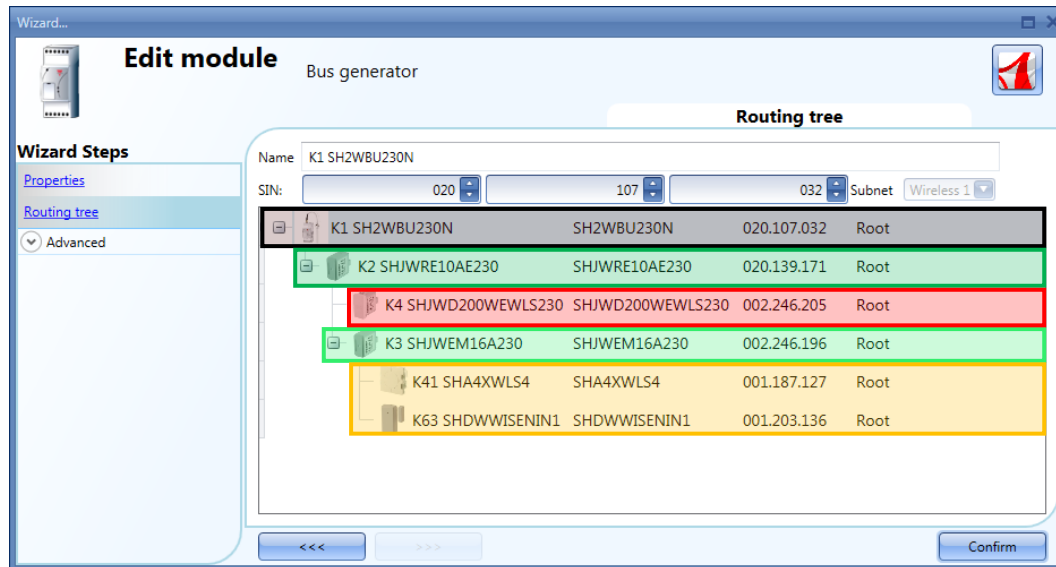 Wizard...
Edit module
Bus generator
Routing tree
Wizard Steps
Properties
Routing tree
Advanced
Name K1 SH2WBU230N
SIN: 020 107 032 Subnet Wireless 1
K1 SH2WBU230N SH2WBU230N 020.107.032 Root
K2 SHJWRE10AE230 SHJWRE10AE230 020.139.171 Root
K4 SHJWD200WEWLS230 SHJWD200WEWLS230 002.246.205 Root
K3 SHJWEM16A230 SHJWEM16A230 002.246.196 Root
K41 SHA4XWLS4 SHA4XWLS4 001.187.127 Root
K63 SHDWWISENIN1 SHDWWISENIN1 001.203.136 Root
<<< >>> Confirm